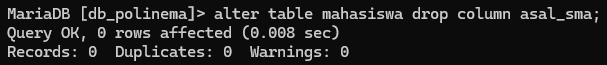 MariaDB [db_polinema]> alter table mahasiswa drop column asal_sma;
Query OK, 0 rows affected (0.008 sec)
Records: 0  Duplicates: 0  Warnings: 0